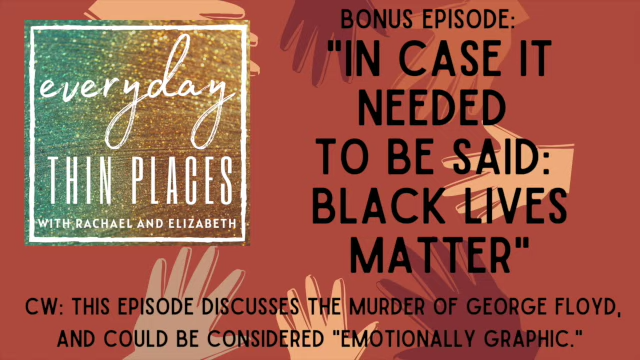 everyday
THIN PLACES
WITH RACHAEL AND ELIZABETH
BONUS EPISODE:
"IN CASE IT
NEEDED
TO BE SAID:
BLACK LIVES
MATTER"
CW: THIS EPISODE DISCUSSES THE MURDER OF GEORGE FLOYD,
AND COULD BE CONSIDERED "EMOTIONALLY GRAPHIC."